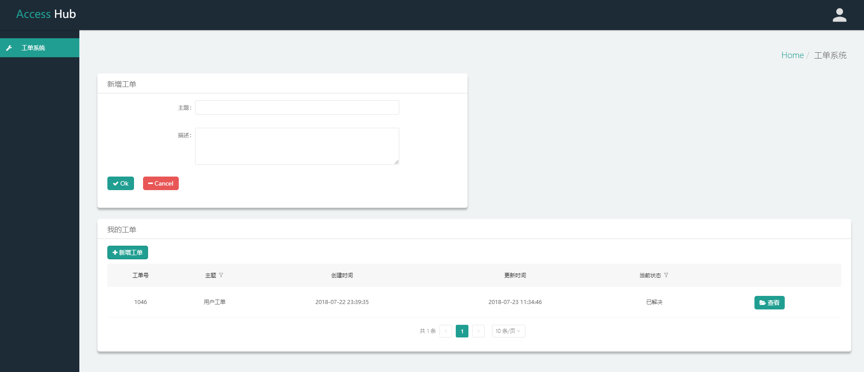 Access Hub
工单系统
Home / 工单系统
新增工单
主题：
描述：
Ok
Cancel
我的工单
新增工单
工单号 主题 创建时间 更新时间 当前状态
1046 用户工单 2018-07-22 23:39:35 2018-07-23 11:34:46 已解决 查看
共 1 条 1 10 条/页